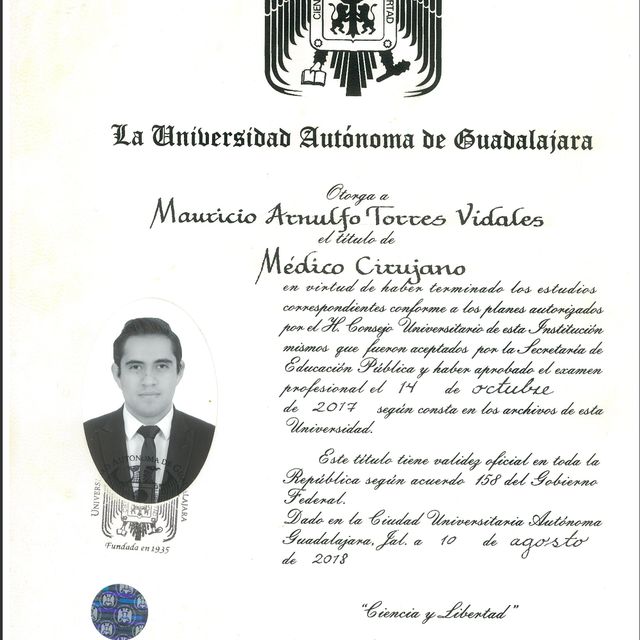 CIEN
RTAD
La Universidad Autónoma de Guadalajara
Otorga a
Mauricio Arnulfo Torres Vidales
el título de
Médico Cirujano
en virtud de haber terminado los estudios
correspondientes conforme a los planes autorizados
por el H. Consejo Universitario de esta Institución
mismos que fueron aceptados por la Secretaría de
Educación Pública y haber aprobado el examen
profesional el 14 de octubre
de 2017 según consta en los archivos de esta
Universidad.
Este título tiene validez oficial en toda la
República según acuerdo 158 del Gobierno
Federal.
Dado en la Ciudad Universitaria Autónoma
Guadalajara, Jal. a 10 de agosto
de 2018
Fundada en 1935
"Ciencia y Libertad"